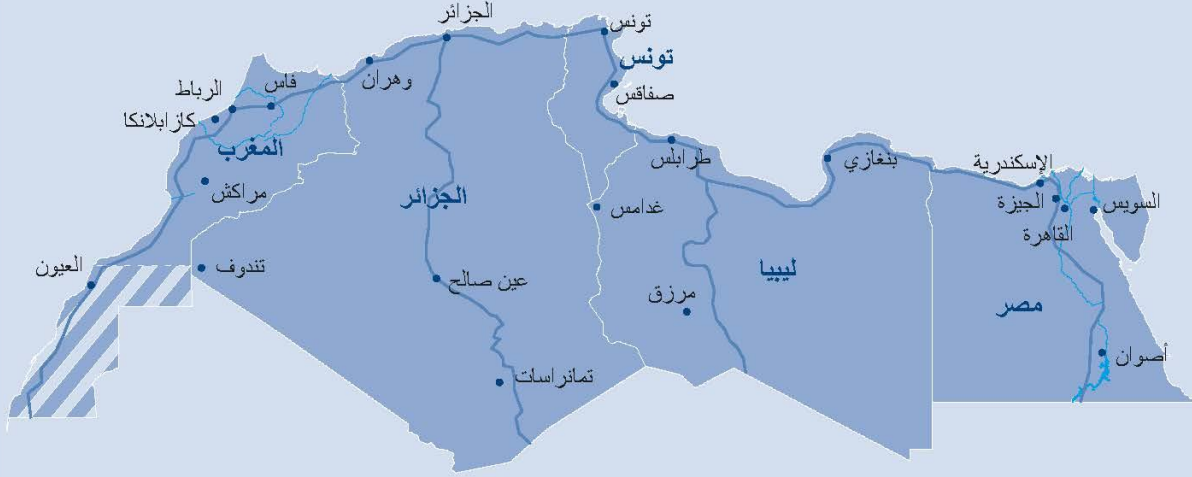 الجزائر
تونس
تونس
وهران
صفاقس
فاس
الرباط
كازابلانكا
المغرب
طرابلس
بنغازي
الإسكندرية
مراكش
الجزائر
غدامس
الجيزة
السويس
القاهرة
العيون
تندوف
عين صالح
ليبيا
مرزق
مصر
أصوان
تمانراسات